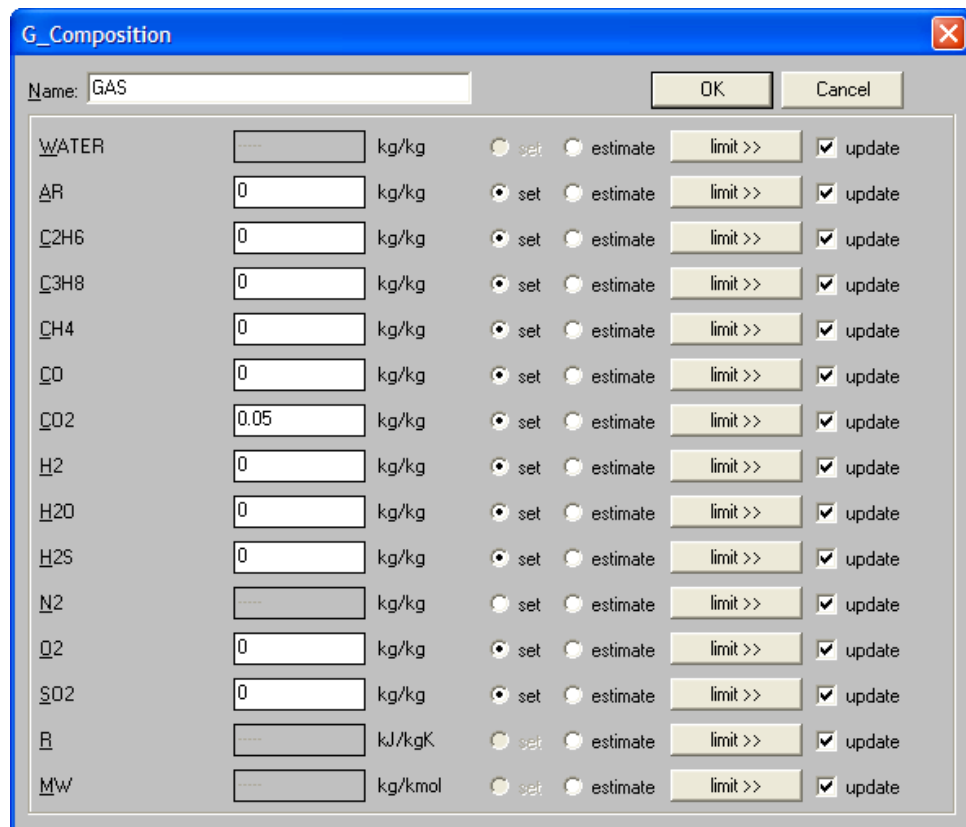 G_Composition
Name: GAS OK Cancel
WATER ----- kg/kg set estimate limit >> update
AR 0 kg/kg set estimate limit >> update
C2H6 0 kg/kg set estimate limit >> update
C3H8 0 kg/kg set estimate limit >> update
CH4 0 kg/kg set estimate limit >> update
CO 0 kg/kg set estimate limit >> update
CO2 0.05 kg/kg set estimate limit >> update
H2 0 kg/kg set estimate limit >> update
H2O 0 kg/kg set estimate limit >> update
H2S 0 kg/kg set estimate limit >> update
N2 ----- kg/kg set estimate limit >> update
O2 0 kg/kg set estimate limit >> update
SO2 0 kg/kg set estimate limit >> update
R ----- kJ/kgK set estimate limit >> update
MW ----- kg/kmol set estimate limit >> update